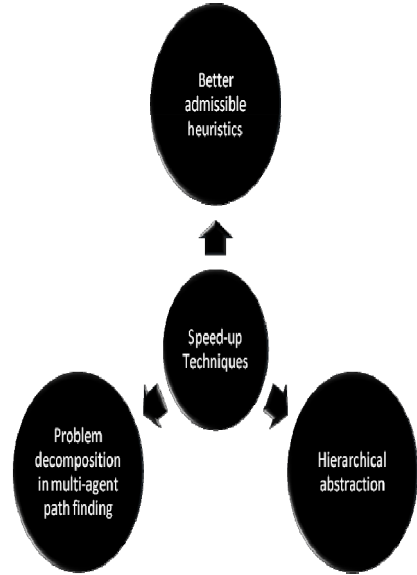 Better
admissible
heuristics
Speed-up
Techniques
Problem
decomposition
in multi-agent
path finding
Hierarchical
abstraction